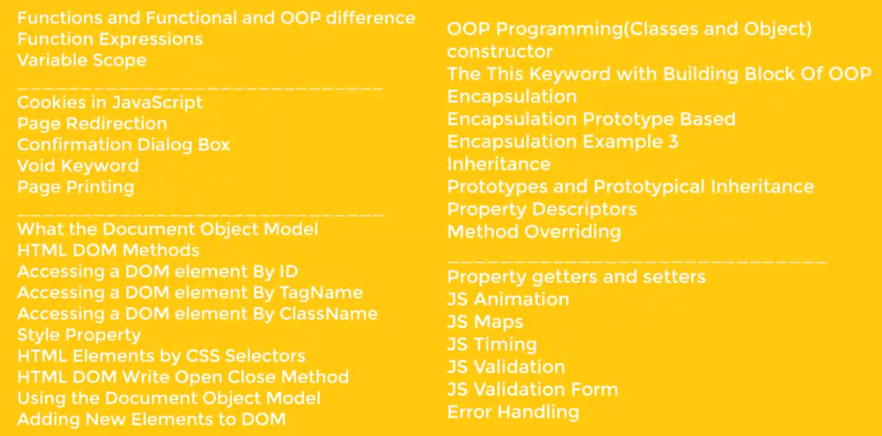 Functions and Functional and OOP difference
Function Expressions
Variable Scope
_____________________________
Cookies in JavaScript
Page Redirection
Confirmation Dialog Box
Void Keyword
Page Printing
_____________________________
What the Document Object Model
HTML DOM Methods
Accessing a DOM element By ID
Accessing a DOM element By TagName
Accessing a DOM element By ClassName
Style Property
HTML Elements by CSS Selectors
HTML DOM Write Open Close Method
Using the Document Object Model
Adding New Elements to DOM
OOP Programming(Classes and Object)
constructor
The This Keyword with Building Block Of OOP
Encapsulation
Encapsulation Prototype Based
Encapsulation Example 3
Inheritance
Prototypes and Prototypical Inheritance
Property Descriptors
Method Overriding
_____________________________
Property getters and setters
JS Animation
JS Maps
JS Timing
JS Validation
JS Validation Form
Error Handling